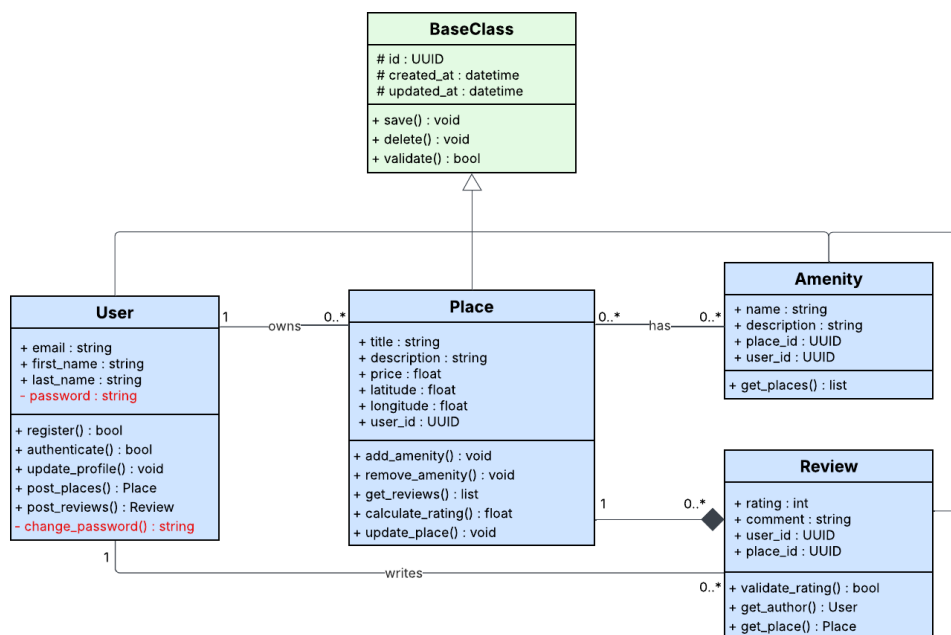 BaseClass
# id : UUID
# created_at : datetime
# updated_at : datetime
+ save() : void
+ delete() : void
+ validate() : bool
User
+ email : string
+ first_name : string
+ last_name : string
- password : string
+ register() : bool
+ authenticate() : bool
+ update_profile() : void
+ post_places() : Place
+ post_reviews() : Review
- change_password() : string
1
owns
0..*
Place
+ title : string
+ description : string
+ price : float
+ latitude : float
+ longitude : float
+ user_id : UUID
+ add_amenity() : void
+ remove_amenity() : void
+ get_reviews() : list
+ calculate_rating() : float
+ update_place() : void
0..*
has
0..*
Amenity
+ name : string
+ description : string
+ place_id : UUID
+ user_id : UUID
+ get_places() : list
1
0..*
Review
+ rating : int
+ comment : string
+ user_id : UUID
+ place_id : UUID
+ validate_rating() : bool
+ get_author() : User
+ get_place() : Place
1
writes
0..*